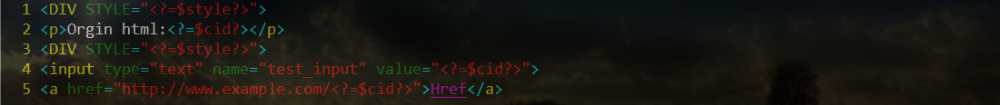 1 <DIV STYLE="<?=$style?>">
2 <p>Orgin html:<?=$cid?></p>
3 <DIV STYLE="<?=$style?>">
4 <input type="text" name="test_input" value="<?=$cid?>">
5 <a href="http://www.example.com/<?=$cid?>">Href</a>